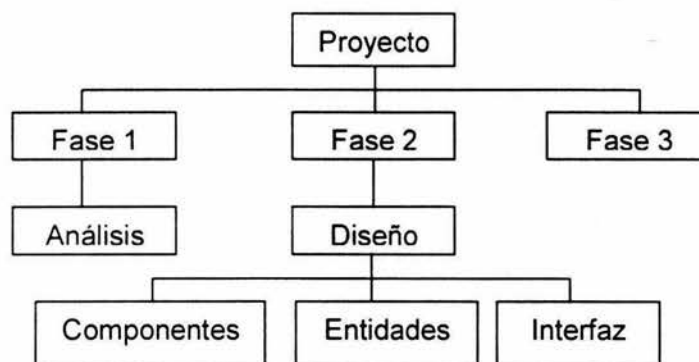 Proyecto
Fase 1
Fase 2
Fase 3
Análisis
Diseño
Componentes
Entidades
Interfaz